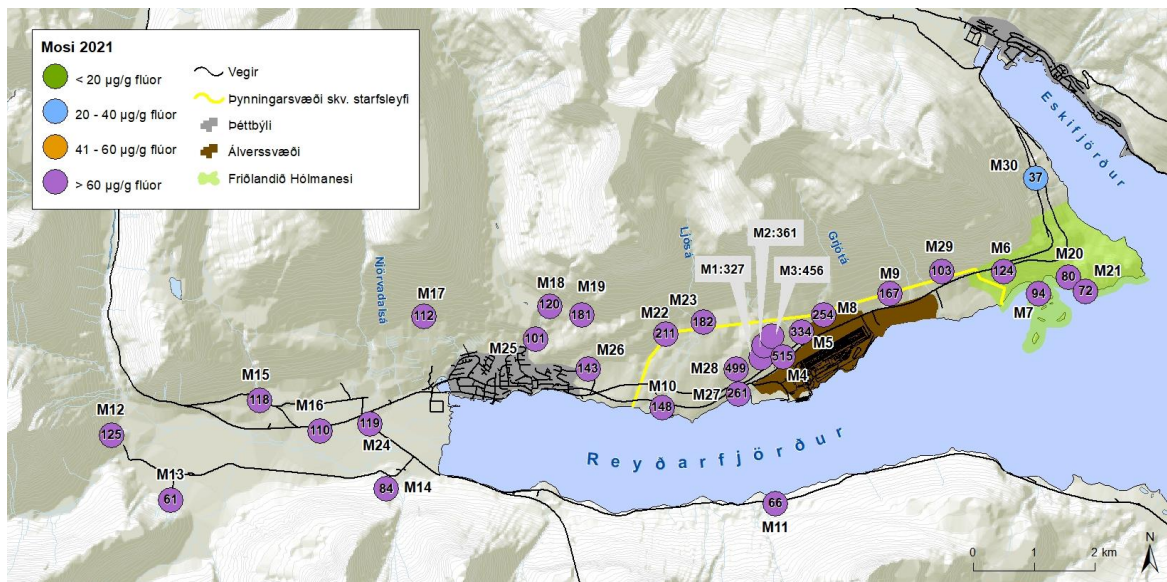 Mosi 2021
< 20 µg/g flúor
20 - 40 µg/g flúor
41 - 60 µg/g flúor
> 60 µg/g flúor
Vegir
Þynningarsvæði skv. starfsleyfi
Þéttbýli
Álverssvæði
Friðlandið Hólmanesi
Eskifjörður
M30
37
M2:361
M1:327
M3:456
Ljósá
Grjótá
Njörvadalsá
M29
103
M6
124
M20
80
M21
72
M7
94
M9
167
M8
254
M18
120
M19
181
M17
112
M22
211
M23
182
M5
334
M25
101
M26
143
M28
499
M4
515
M27
261
M10
148
M15
118
M16
110
M24
119
M12
125
M13
61
M14
84
Reyðarfjörður
M11
66
N
0 1 2 km